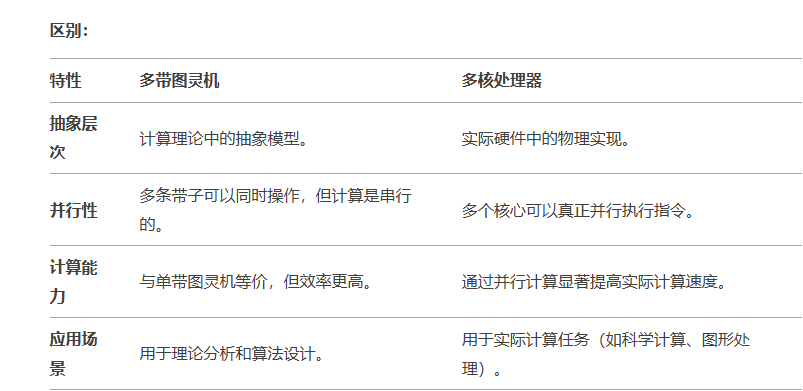 区别：
特性 多带图灵机 多核处理器
抽象层
次
计算理论中的抽象模型。 实际硬件中的物理实现。
并行性
多条带子可以同时操作，但计算是串行
的。
多个核心可以真正并行执行指令。
计算能
力
与单带图灵机等价，但效率更高。 通过并行计算显著提高实际计算速度。
应用场
景
用于理论分析和算法设计。
用于实际计算任务（如科学计算、图形处
理）。